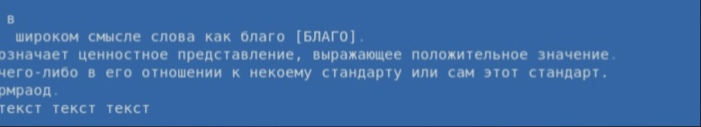 в
широком смысле слова как благо [БЛАГО].
означает ценностное представление, выражающее положительное значение.
чего-либо в его отношении к некоему стандарту или сам этот стандарт.
рмраод.
текст текст текст